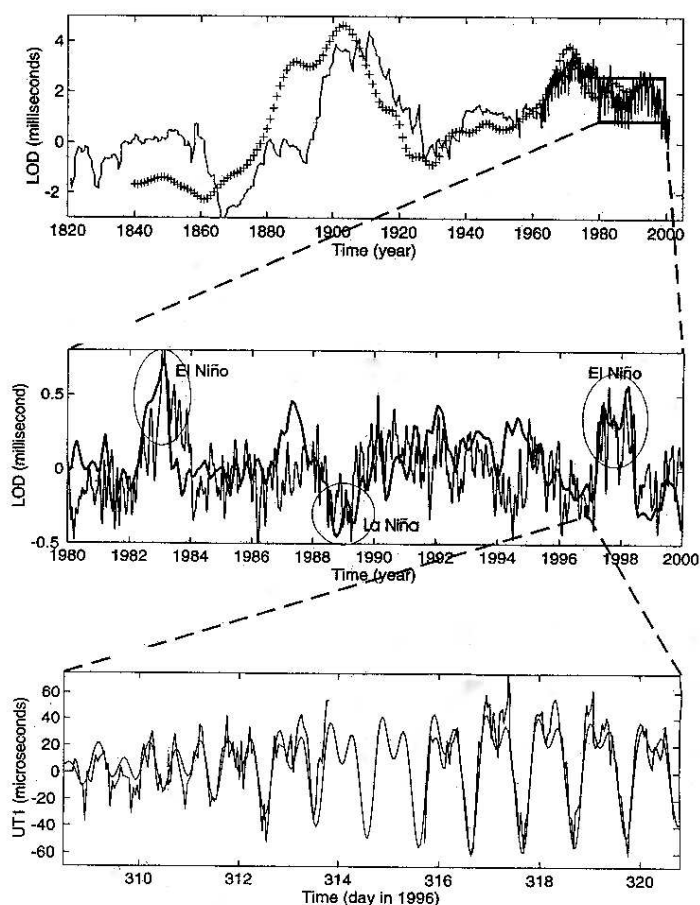 4
2
0
-2
LOD (milliseconds)
1820 1840 1860 1880 1900 1920 1940 1960 1980 2000
Time (year)
El Niño
El Niño
La Niña
0.5
0
-0.5
LOD (millisecond)
1980 1982 1984 1986 1988 1990 1992 1994 1996 1998 2000
Time (year)
60
40
20
0
-20
-40
-60
UT1 (microseconds)
310 312 314 316 318 320
Time (day in 1996)